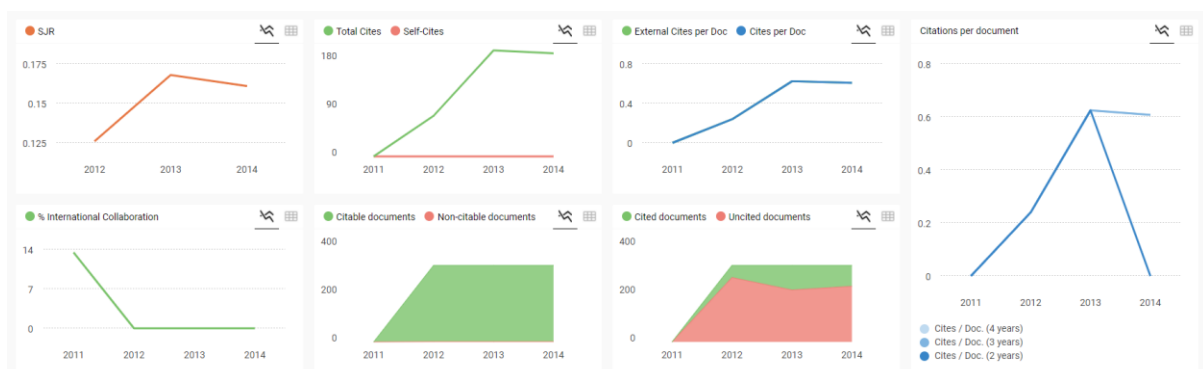 SJR
0.175
0.15
0.125
2012 2013 2014
Total Cites Self-Cites
180
90
0
2011 2012 2013 2014
External Cites per Doc Cites per Doc
0.8
0.4
0
2011 2012 2013 2014
Citations per document
0.8
0.6
0.4
0.2
0
2011 2012 2013 2014
Cites / Doc. (4 years)
Cites / Doc. (3 years)
Cites / Doc. (2 years)
% International Collaboration
14
7
0
2011 2012 2013 2014
Citable documents Non-citable documents
400
200
0
2011 2012 2013 2014
Cited documents Uncited documents
400
200
0
2011 2012 2013 2014